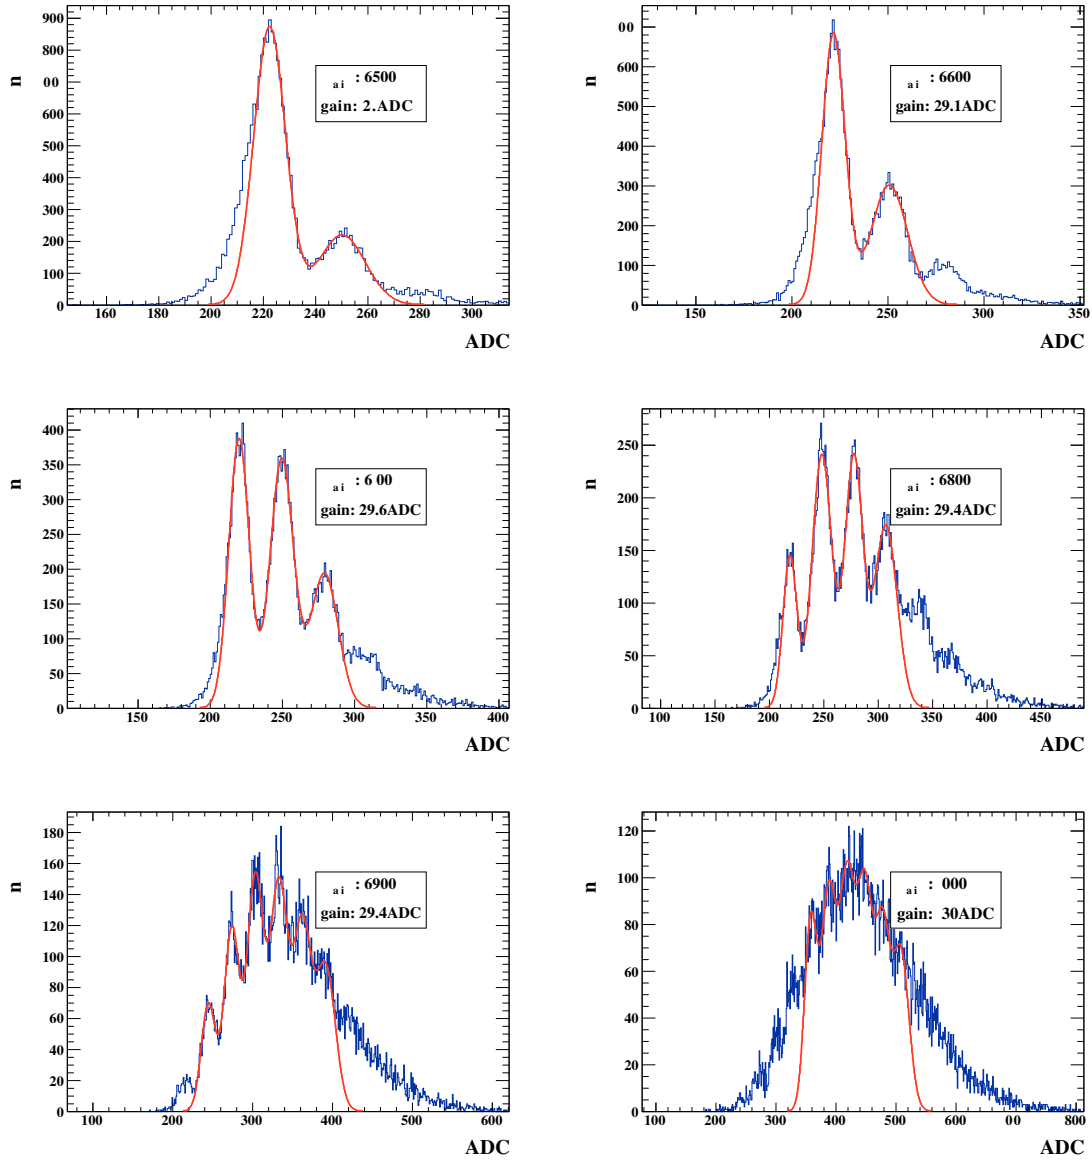 900
800
00
600
500
400
300
200
100
0
n
ai : 6500
gain: 2.ADC
160 180 200 220 240 260 280 300
ADC
00
600
500
400
300
200
100
0
n
ai : 6600
gain: 29.1ADC
200 250 300 350
ADC
400
350
300
250
200
150
100
50
0
n
ai : 6 00
gain: 29.6ADC
150 200 250 300 350 400
ADC
250
200
150
100
50
0
n
ai : 6800
gain: 29.4ADC
100 150 200 250 300 350 400 450
ADC
180
160
140
120
100
80
60
40
20
0
n
ai : 6900
gain: 29.4ADC
100 200 300 400 500 600
ADC
120
100
80
60
40
20
0
n
ai : 000
gain: 30ADC
100 200 300 400 500 600 00 800
ADC